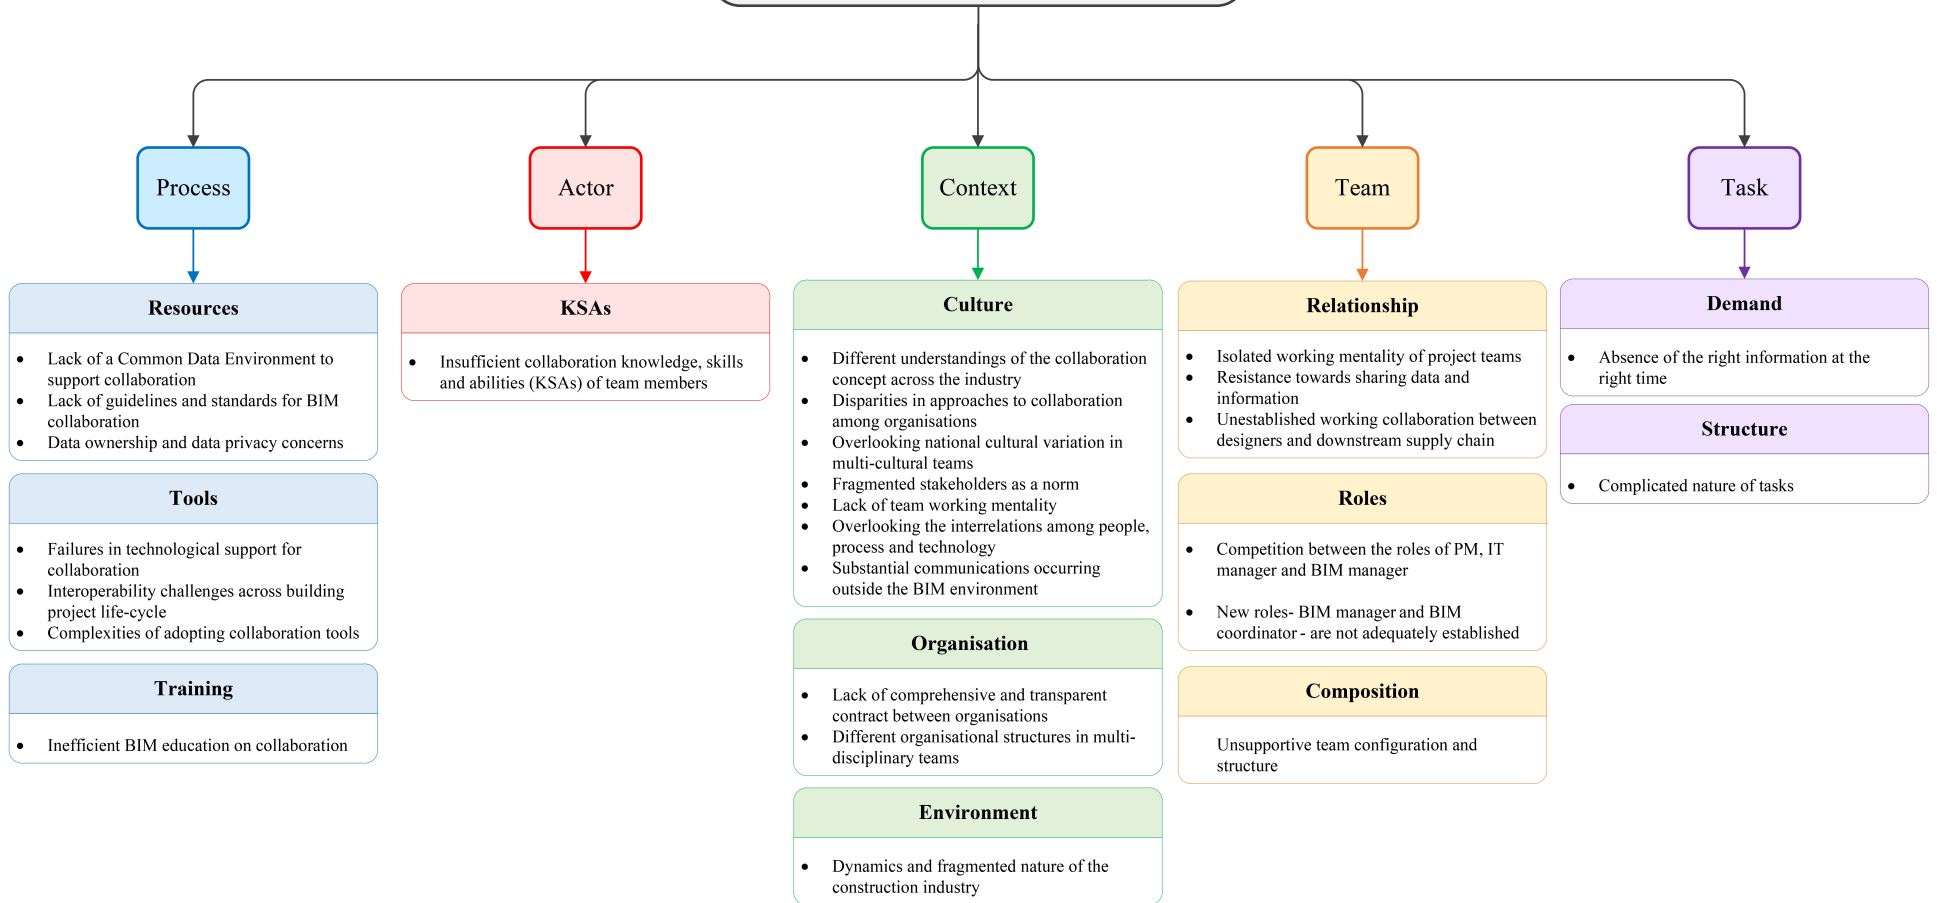 Process
Actor
Context
Team
Task
Resources
• Lack of a Common Data Environment to
support collaboration
• Lack of guidelines and standards for BIM
collaboration
• Data ownership and data privacy concerns
Tools
• Failures in technological support for
collaboration
• Interoperability challenges across building
project life-cycle
• Complexities of adopting collaboration tools
Training
• Inefficient BIM education on collaboration
KSAs
• Insufficient collaboration knowledge, skills
and abilities (KSAs) of team members
Culture
• Different understandings of the collaboration
concept across the industry
• Disparities in approaches to collaboration
among organisations
• Overlooking national cultural variation in
multi-cultural teams
• Fragmented stakeholders as a norm
• Lack of team working mentality
• Overlooking the interrelations among people,
process and technology
• Substantial communications occurring
outside the BIM environment
Organisation
• Lack of comprehensive and transparent
contract between organisations
• Different organisational structures in multi-
disciplinary teams
Environment
• Dynamics and fragmented nature of the
construction industry
Relationship
• Isolated working mentality of project teams
• Resistance towards sharing data and
information
• Unestablished working collaboration between
designers and downstream supply chain
Roles
• Competition between the roles of PM, IT
manager and BIM manager
• New roles- BIM manager and BIM
coordinator - are not adequately established
Composition
Unsupportive team configuration and
structure
Demand
• Absence of the right information at the
right time
Structure
• Complicated nature of tasks